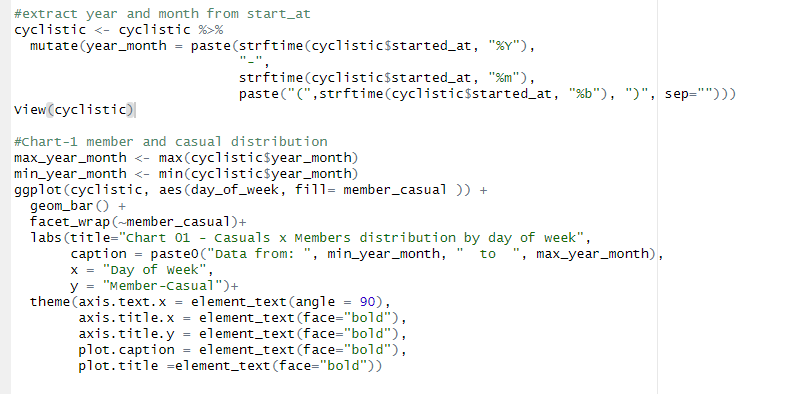 #extract year and month from start_at
cyclistic <- cyclistic %>%
  mutate(year_month = paste(strftime(cyclistic$started_at, "%Y"),
                            "-",
                            strftime(cyclistic$started_at, "%m"),
                            paste("(",strftime(cyclistic$started_at, "%b"), ")", sep="")))
View(cyclistic)

#Chart-1 member and casual distribution
max_year_month <- max(cyclistic$year_month)
min_year_month <- min(cyclistic$year_month)
ggplot(cyclistic, aes(day_of_week, fill= member_casual )) +
  geom_bar() +
  facet_wrap(~member_casual)+
  labs(title="Chart 01 - Casuals x Members distribution by day of week",
       caption = paste0("Data from: ", min_year_month, "  to  ", max_year_month),
       x = "Day of Week",
       y = "Member-Casual")+
  theme(axis.text.x = element_text(angle = 90),
        axis.title.x = element_text(face="bold"),
        axis.title.y = element_text(face="bold"),
        plot.caption = element_text(face="bold"),
        plot.title =element_text(face="bold"))